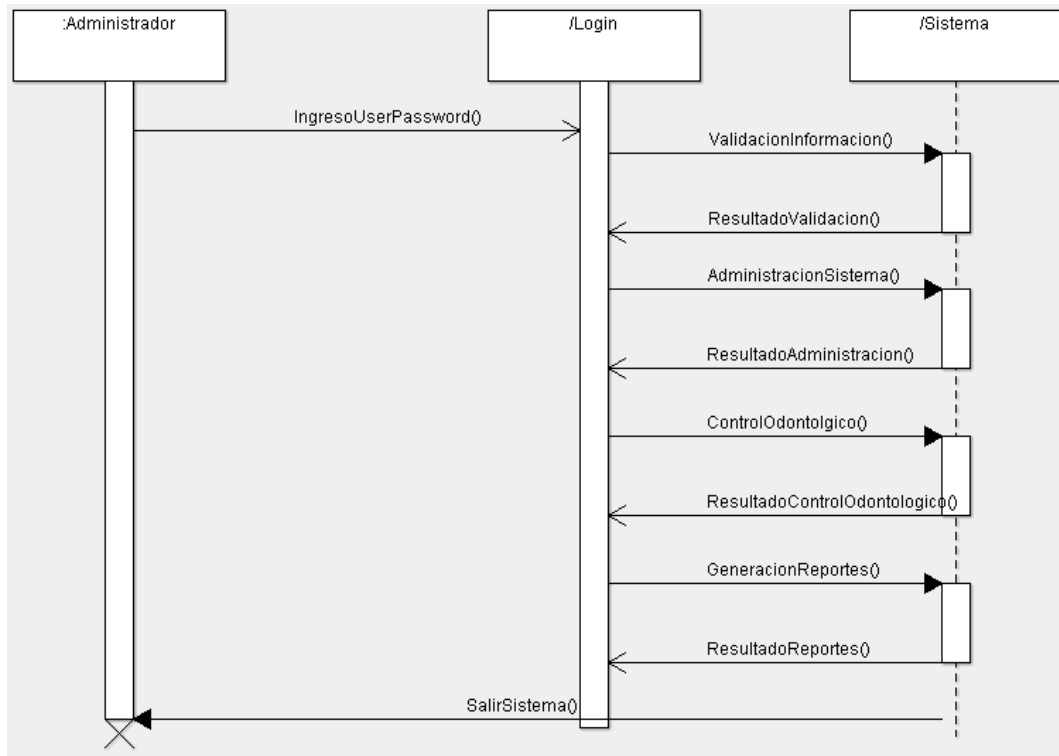 :Administrador
/Login
/Sistema
IngresoUserPassword()
ValidacionInformacion()
ResultadoValidacion()
AdministracionSistema()
ResultadoAdministracion()
ControlOdontolgico()
ResultadoControlOdontologico()
GeneracionReportes()
ResultadoReportes()
SalirSistema()